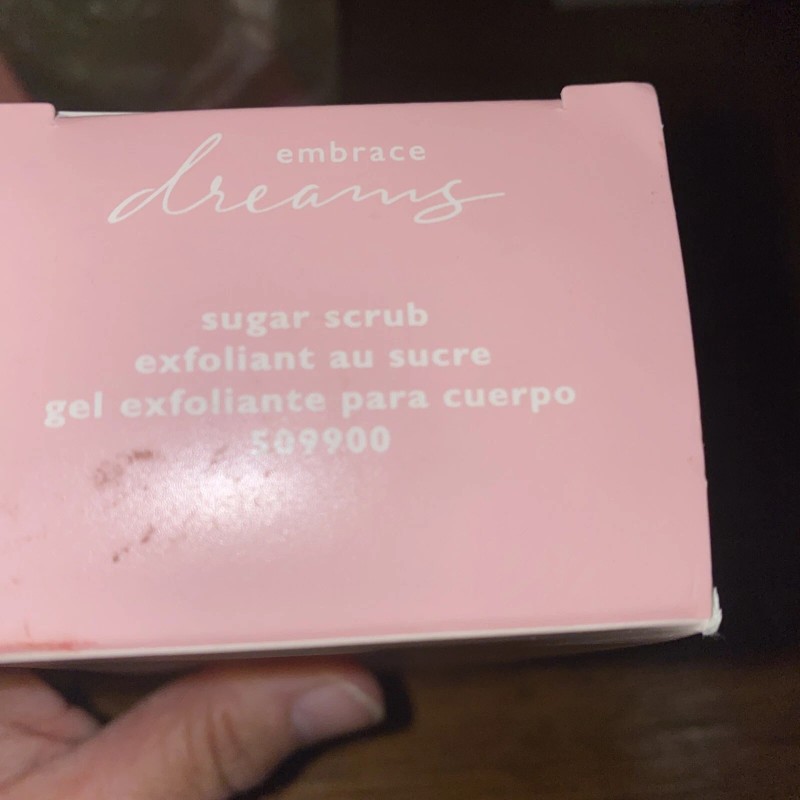 embrace
dreams
sugar scrub
exfoliant au sucre
gel exfoliante para cuerpo
509900